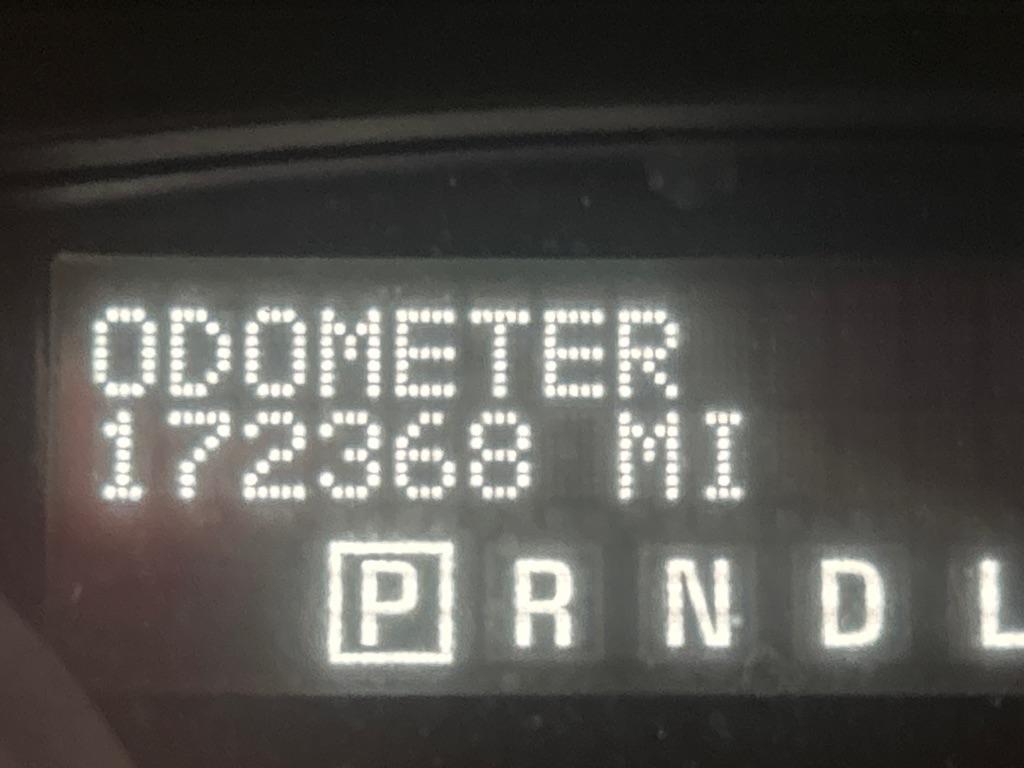 ODOMETER
172368 MI
P R N D L